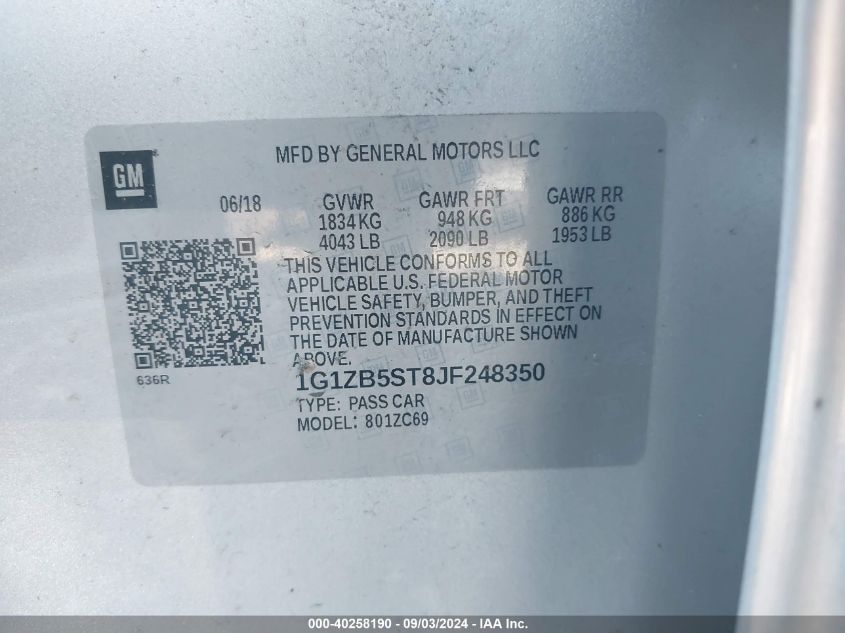 GM
MFD BY GENERAL MOTORS LLC
06/18
GVWR GAWR FRT GAWR RR
1834 KG 948 KG 886 KG
4043 LB 2090 LB 1953 LB
THIS VEHICLE CONFORMS TO ALL
APPLICABLE U.S. FEDERAL MOTOR
VEHICLE SAFETY, BUMPER, AND THEFT
PREVENTION STANDARDS IN EFFECT ON
THE DATE OF MANUFACTURE SHOWN
ABOVE.
636R
1G1ZB5ST8JF248350
TYPE: PASS CAR
MODEL: 801ZC69
000-40258190 - 09/03/2024 - IAA Inc.